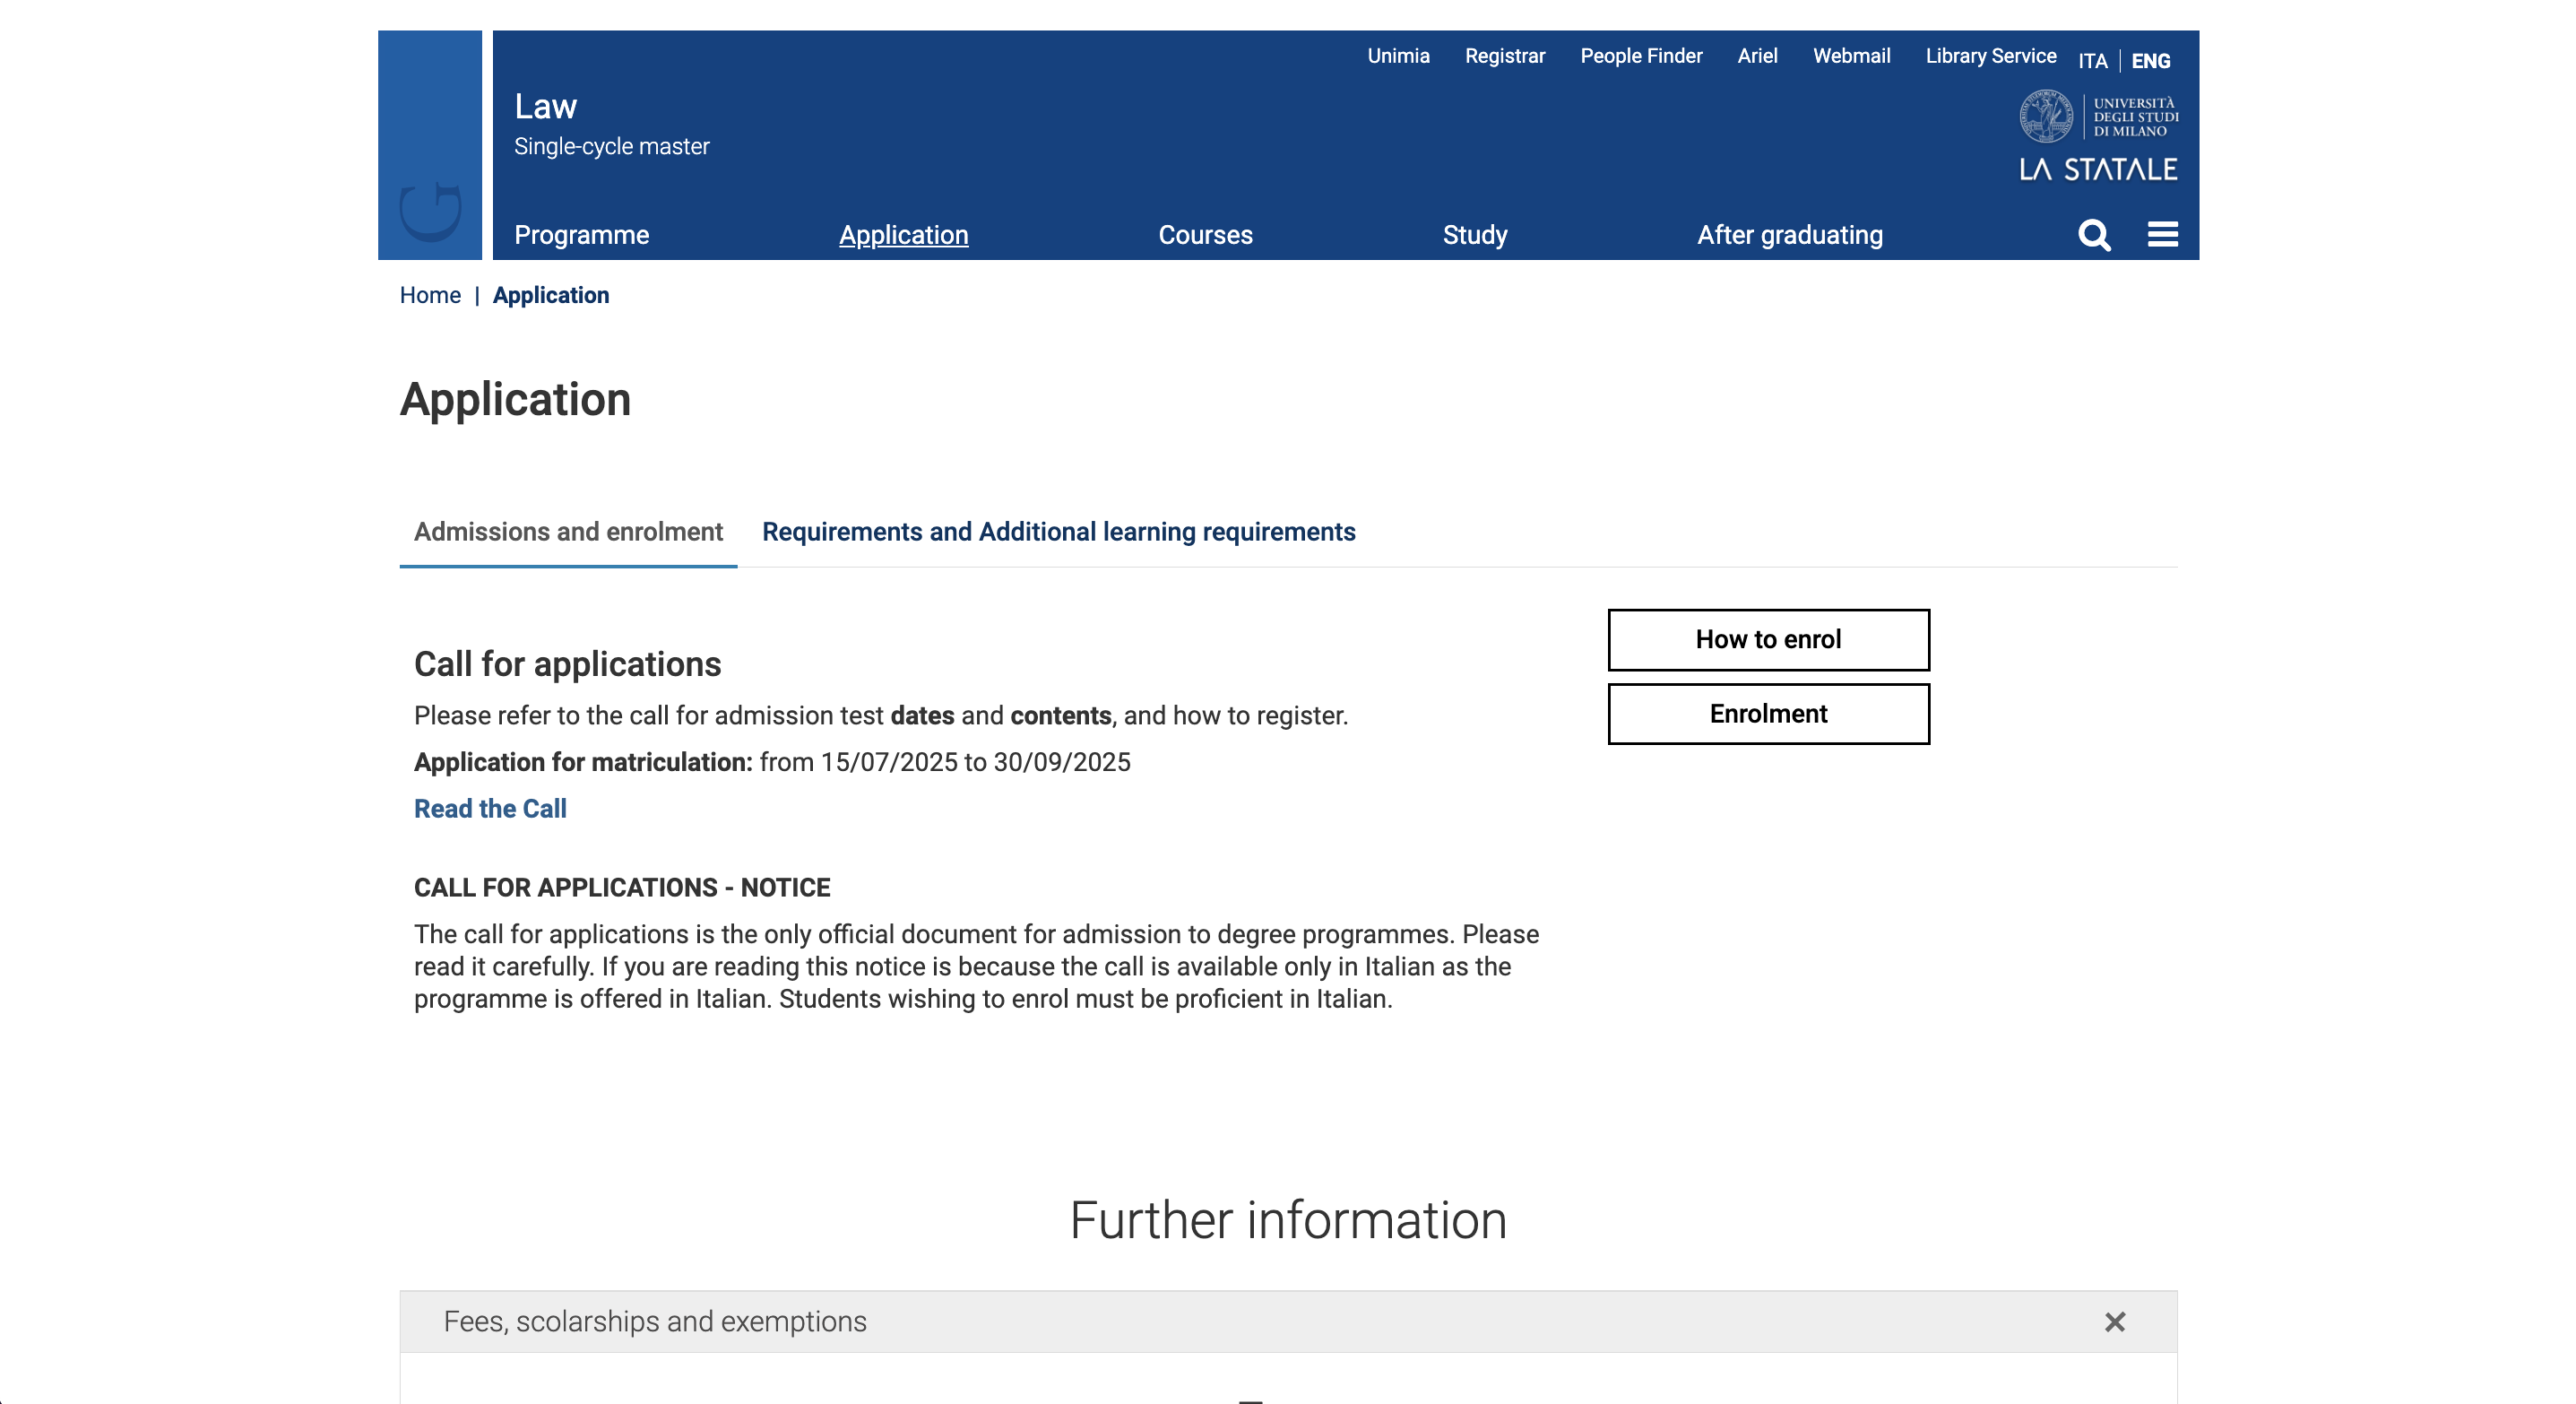 Unimia Registrar People Finder Ariel Webmail Library Service ITA ENG
Law
Single-cycle master
UNIVERSITÀ
DEGLI STUDI
DI MILANO
LA STATALE
G
Programme Application Courses Study After graduating
Home | Application
Application
Admissions and enrolment Requirements and Additional learning requirements
How to enrol
Enrolment
Call for applications
Please refer to the call for admission test dates and contents, and how to register.
Application for matriculation: from 15/07/2025 to 30/09/2025
Read the Call
CALL FOR APPLICATIONS - NOTICE
The call for applications is the only official document for admission to degree programmes. Please
read it carefully. If you are reading this notice is because the call is available only in Italian as the
programme is offered in Italian. Students wishing to enrol must be proficient in Italian.
Further information
Fees, scolarships and exemptions